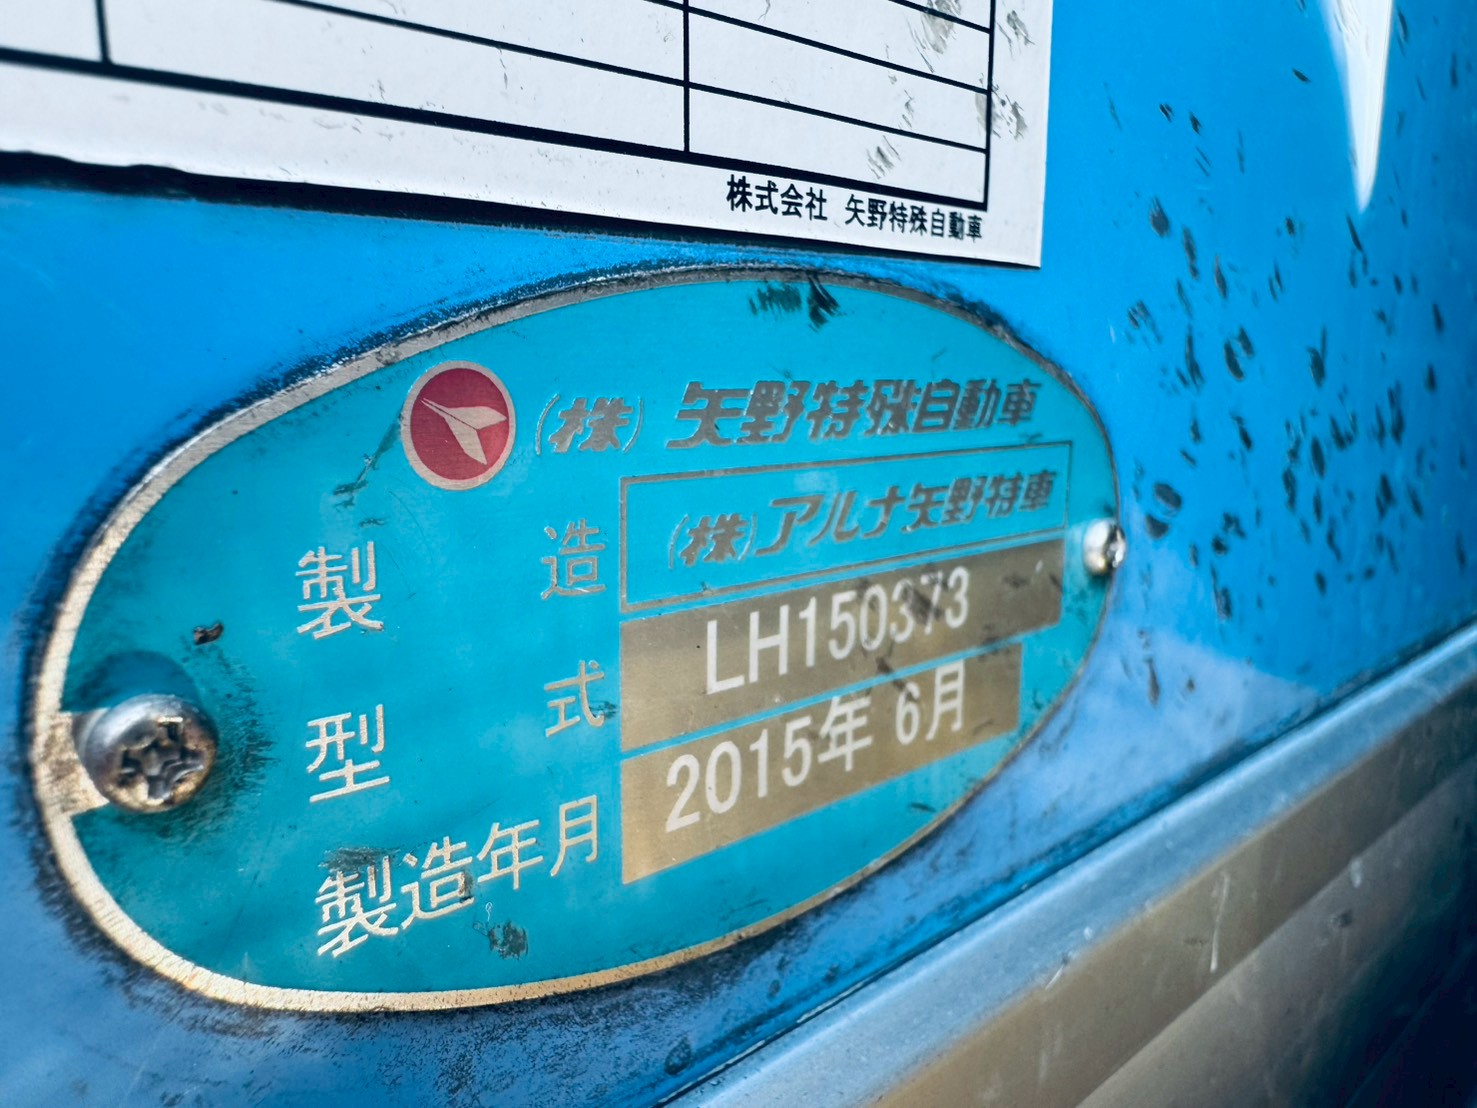 株式会社 矢野特殊自動車
(株) 矢野特殊自動車
製造 (株)アルナ矢野特車
型式 LH150373
製造年月 2015年 6月